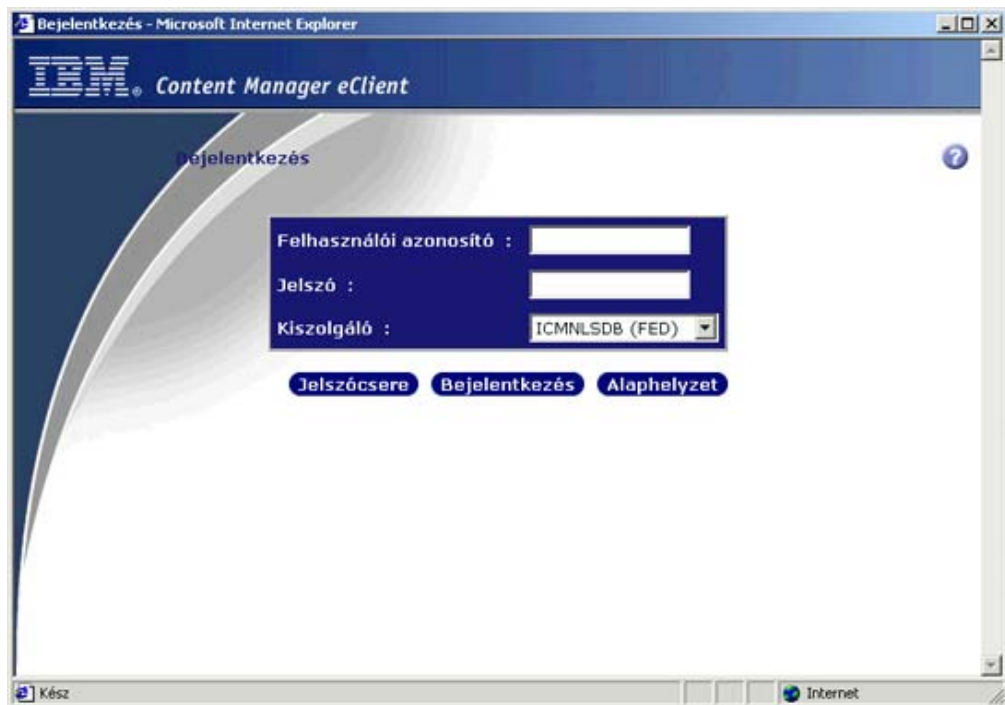 Bejelentkezés - Microsoft Internet Explorer
IBM® Content Manager eClient
Bejelentkezés
?
Felhasználói azonosító :
Jelszó :
Kiszolgáló : ICMNLSDB (FED)
Jelszócsere Bejelentkezés Alaphelyzet
Kész Internet